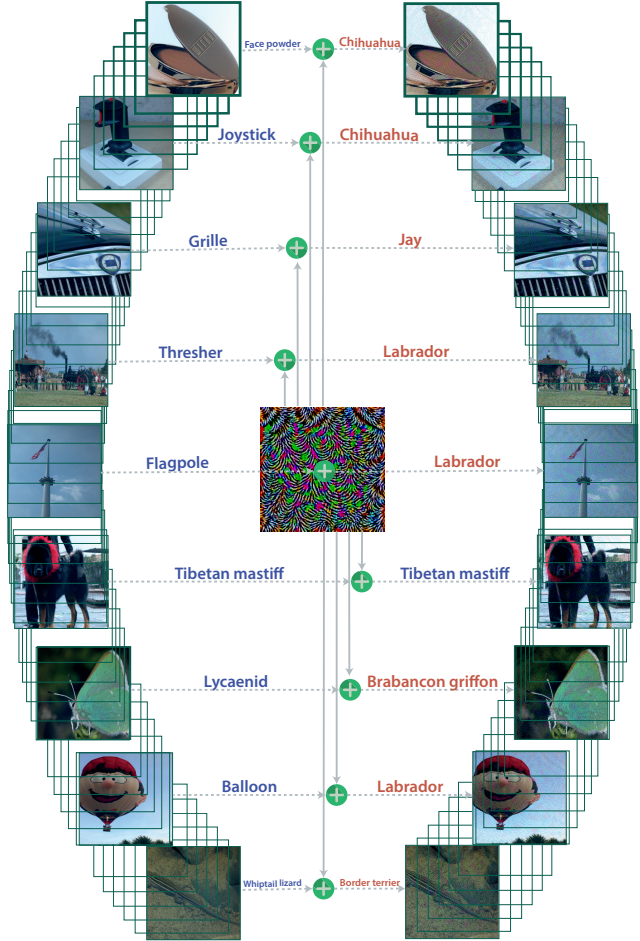 Face powder Chihuahua
Joystick Chihuahua
Grille Jay
Thresher Labrador
Flagpole Labrador
Tibetan mastiff Tibetan mastiff
Lycaenid Brabancon griffon
Balloon Labrador
Whiptail lizard Border terrier